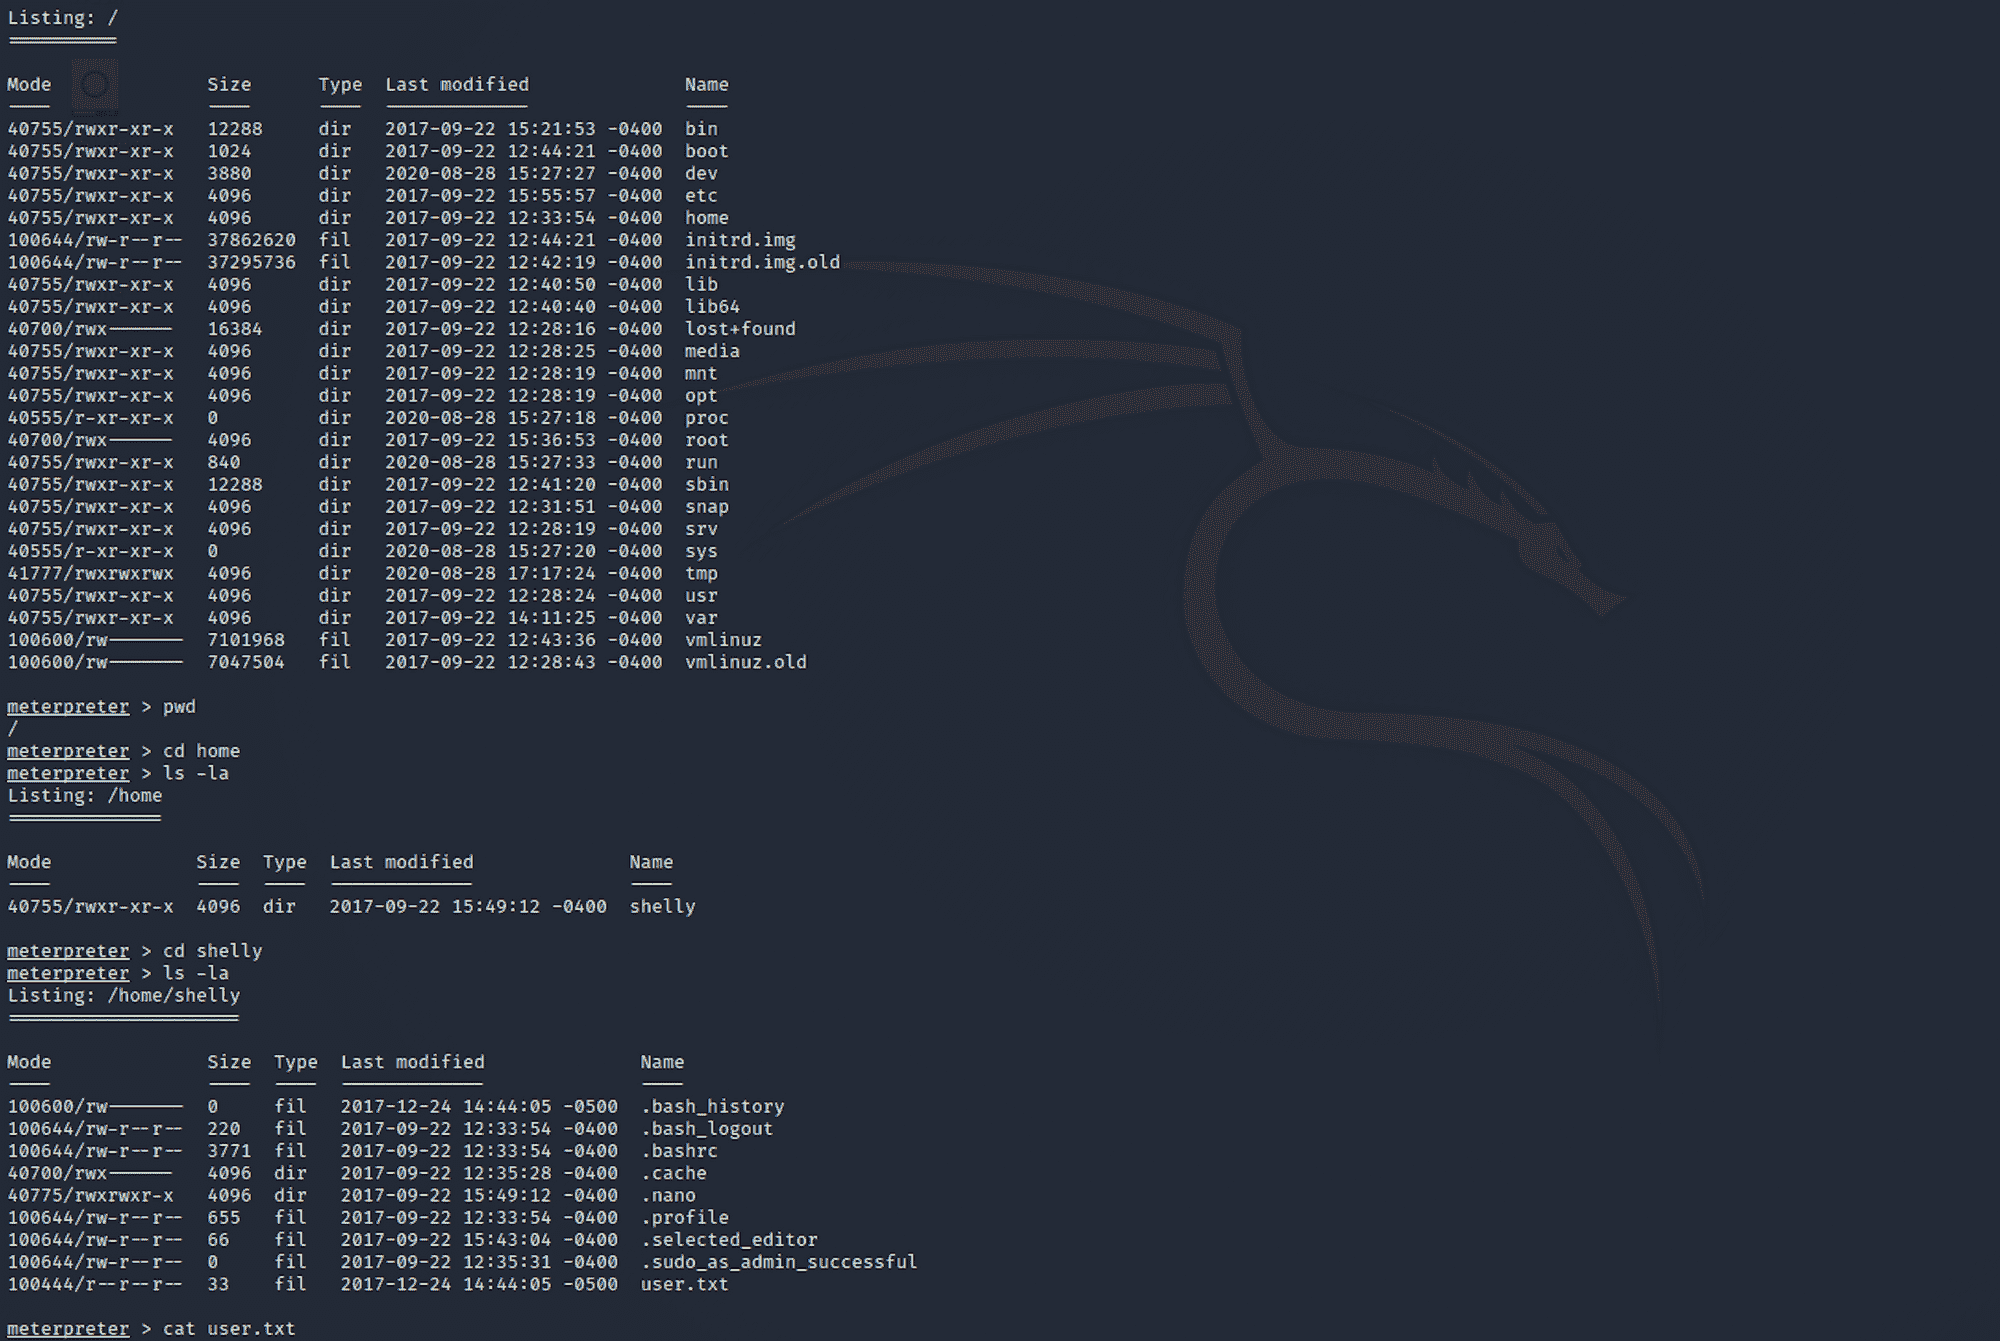 Listing: /
==========
Mode Size Type Last modified Name
---- ---- ---- ------------- ----
40755/rwxr-xr-x 12288 dir 2017-09-22 15:21:53 -0400 bin
40755/rwxr-xr-x 1024 dir 2017-09-22 12:44:21 -0400 boot
40755/rwxr-xr-x 3880 dir 2020-08-28 15:27:27 -0400 dev
40755/rwxr-xr-x 4096 dir 2017-09-22 15:55:57 -0400 etc
40755/rwxr-xr-x 4096 dir 2017-09-22 12:33:54 -0400 home
100644/rw-r--r-- 37862620 fil 2017-09-22 12:44:21 -0400 initrd.img
100644/rw-r--r-- 37295736 fil 2017-09-22 12:42:19 -0400 initrd.img.old
40755/rwxr-xr-x 4096 dir 2017-09-22 12:40:50 -0400 lib
40755/rwxr-xr-x 4096 dir 2017-09-22 12:40:40 -0400 lib64
40700/rwx------ 16384 dir 2017-09-22 12:28:16 -0400 lost+found
40755/rwxr-xr-x 4096 dir 2017-09-22 12:28:25 -0400 media
40755/rwxr-xr-x 4096 dir 2017-09-22 12:28:19 -0400 mnt
40755/rwxr-xr-x 4096 dir 2017-09-22 12:28:19 -0400 opt
40555/r-xr-xr-x 0 dir 2020-08-28 15:27:18 -0400 proc
40700/rwx------ 4096 dir 2017-09-22 15:36:53 -0400 root
40755/rwxr-xr-x 840 dir 2020-08-28 15:27:33 -0400 run
40755/rwxr-xr-x 12288 dir 2017-09-22 12:41:20 -0400 sbin
40755/rwxr-xr-x 4096 dir 2017-09-22 12:31:51 -0400 snap
40755/rwxr-xr-x 4096 dir 2017-09-22 12:28:19 -0400 srv
40555/r-xr-xr-x 0 dir 2020-08-28 15:27:20 -0400 sys
41777/rwxrwxrwx 4096 dir 2020-08-28 17:17:24 -0400 tmp
40755/rwxr-xr-x 4096 dir 2017-09-22 12:28:24 -0400 usr
40755/rwxr-xr-x 4096 dir 2017-09-22 14:11:25 -0400 var
100600/rw------- 7101968 fil 2017-09-22 12:43:36 -0400 vmlinuz
100600/rw------- 7047504 fil 2017-09-22 12:28:43 -0400 vmlinuz.old
meterpreter > pwd
/
meterpreter > cd home
meterpreter > ls -la
Listing: /home
==============
Mode Size Type Last modified Name
---- ---- ---- ------------- ----
40755/rwxr-xr-x 4096 dir 2017-09-22 15:49:12 -0400 shelly
meterpreter > cd shelly
meterpreter > ls -la
Listing: /home/shelly
=====================
Mode Size Type Last modified Name
---- ---- ---- ------------- ----
100600/rw------- 0 fil 2017-12-24 14:44:05 -0500 .bash_history
100644/rw-r--r-- 220 fil 2017-09-22 12:33:54 -0400 .bash_logout
100644/rw-r--r-- 3771 fil 2017-09-22 12:33:54 -0400 .bashrc
40700/rwx------ 4096 dir 2017-09-22 12:35:28 -0400 .cache
40775/rwxrwxr-x 4096 dir 2017-09-22 15:49:12 -0400 .nano
100644/rw-r--r-- 655 fil 2017-09-22 12:33:54 -0400 .profile
100644/rw-r--r-- 66 fil 2017-09-22 15:43:04 -0400 .selected_editor
100644/rw-r--r-- 0 fil 2017-09-22 12:35:31 -0400 .sudo_as_admin_successful
100444/r--r--r-- 33 fil 2017-12-24 14:44:05 -0500 user.txt
meterpreter > cat user.txt